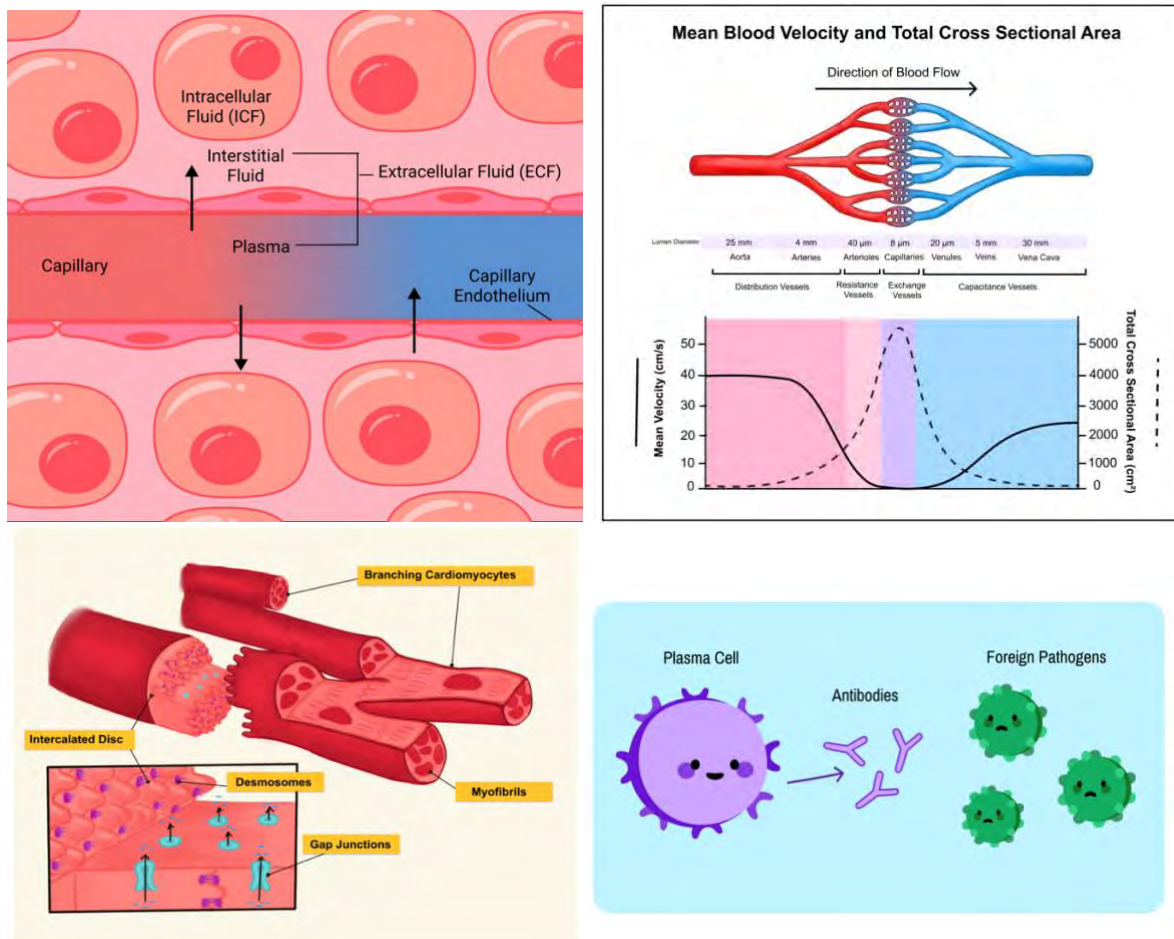 Intracellular
Fluid (ICF)
Interstitial
Fluid
Extracellular Fluid (ECF)
Plasma
Capillary
Capillary
Endothelium
Mean Blood Velocity and Total Cross Sectional Area
Direction of Blood Flow
Lumen Diameter
25 mm 4 mm 40 µm 8 µm 20 µm 5 mm 30 mm
Aorta Arteries Arterioles Capillaries Venules Veins Vena Cava
Distribution Vessels Resistance Vessels Exchange Vessels Capacitance Vessels
Mean Velocity (cm/s)
50
40
30
20
10
0
5000
4000
3000
2000
1000
0
Total Cross Sectional Area (cm²)
Branching Cardiomyocytes
Intercalated Disc
Desmosomes
Myofibrils
Gap Junctions
Plasma Cell
Antibodies
Foreign Pathogens